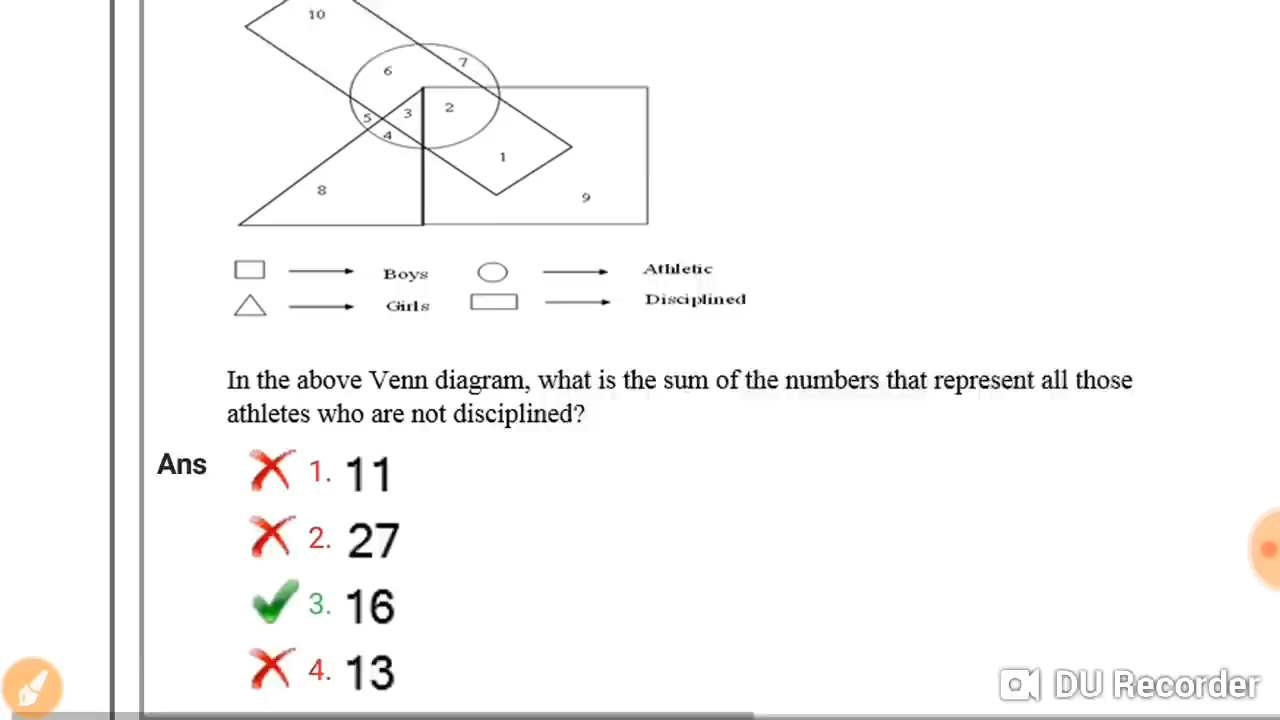 10
6
7
5
3
2
4
1
8
9
Boys
Athletic
Girls
Disciplined
In the above Venn diagram, what is the sum of the numbers that represent all those
athletes who are not disciplined?
Ans
1. 11
2. 27
3. 16
4. 13
DU Recorder